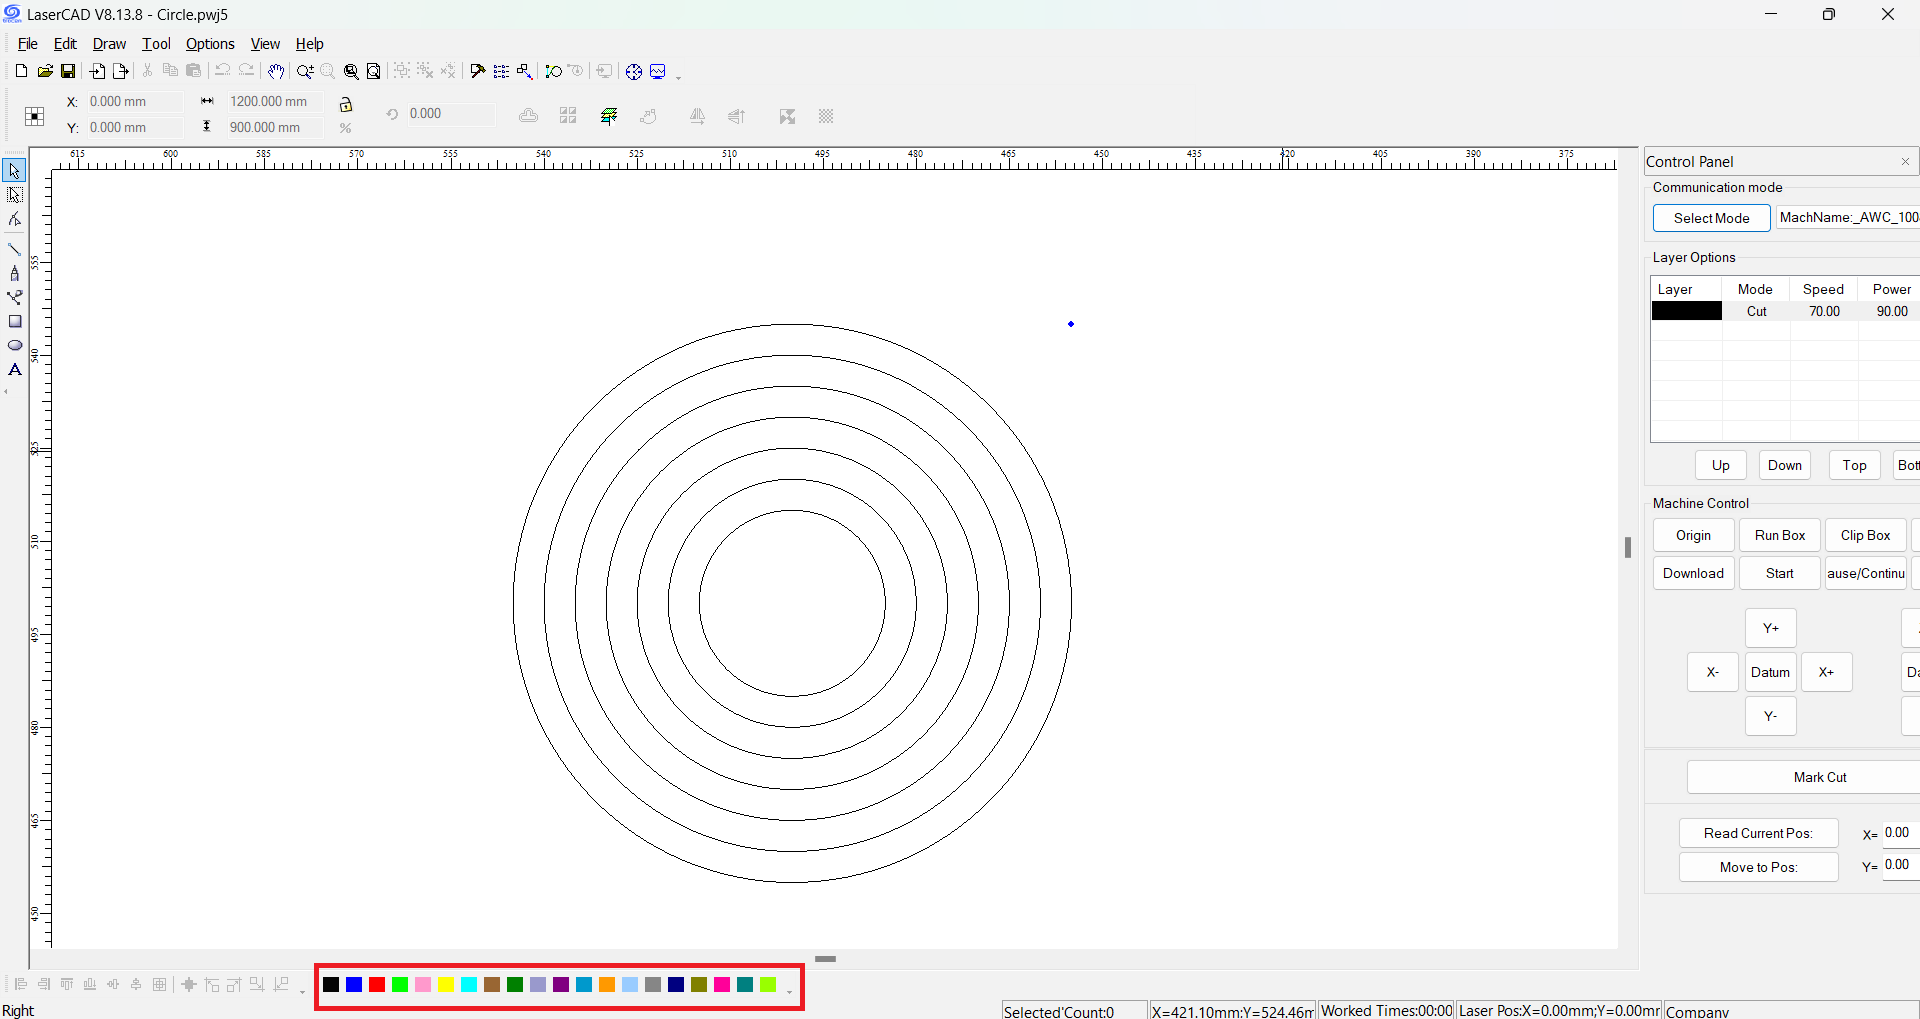 LaserCAD V8.13.8 - Circle.pwj5
File Edit Draw Tool Options View Help
X: 0.000 mm 1200.000 mm 0.000
Y: 0.000 mm 900.000 mm %
615 600 585 570 555 540 525 510 495 480 465 450 435 420 405 390 375
555
540
525
510
495
480
465
450
Control Panel
Communication mode
Select Mode MachName:_AWC_100
Layer Options
Layer Mode Speed Power
Cut 70.00 90.00
Up Down Top Bott
Machine Control
Origin Run Box Clip Box
Download Start ause/Continu
Y+
X- Datum X+ Da
Y-
Mark Cut
Read Current Pos: X= 0.00
Move to Pos: Y= 0.00
Right
Selected'Count:0 X=421.10mm:Y=524.46m Worked Times:00:00 Laser Pos:X=0.00mm;Y=0.00mm Company